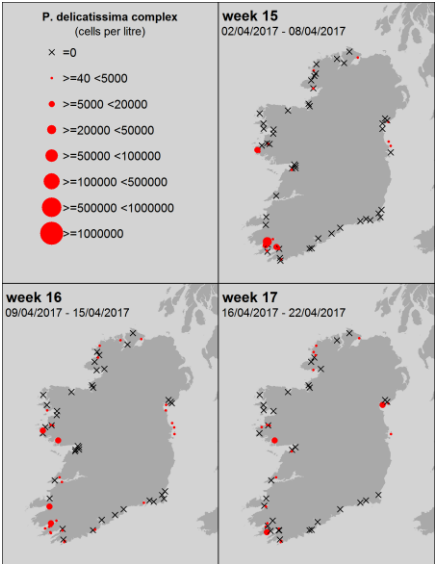 P. delicatissima complex
(cells per litre)
=0
>=40 <5000
>=5000 <20000
>=20000 <50000
>=50000 <100000
>=100000 <500000
>=500000 <1000000
>=1000000
week 15
02/04/2017 - 08/04/2017
week 16
09/04/2017 - 15/04/2017
week 17
16/04/2017 - 22/04/2017